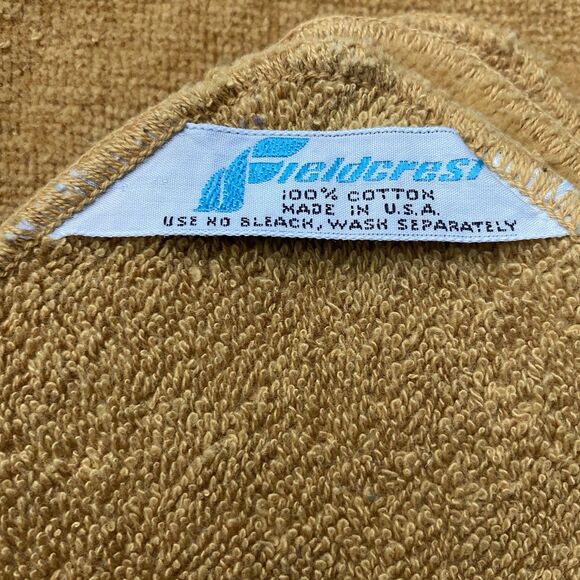 Fieldcrest
100% COTTON
MADE IN U.S.A.
USE NO BLEACH, WASH SEPARATELY